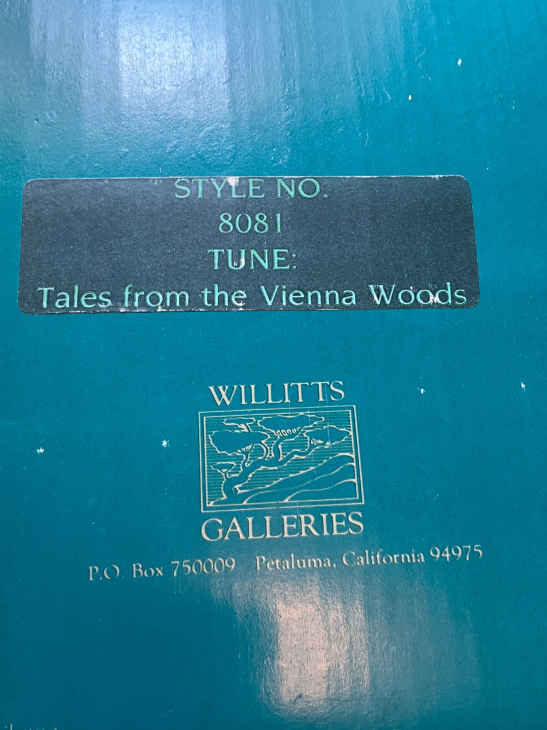 STYLE NO.
8081
TUNE:
Tales from the Vienna Woods
WILLITTS
GALLERIES
P.O. Box 750009 Petaluma, California 94975